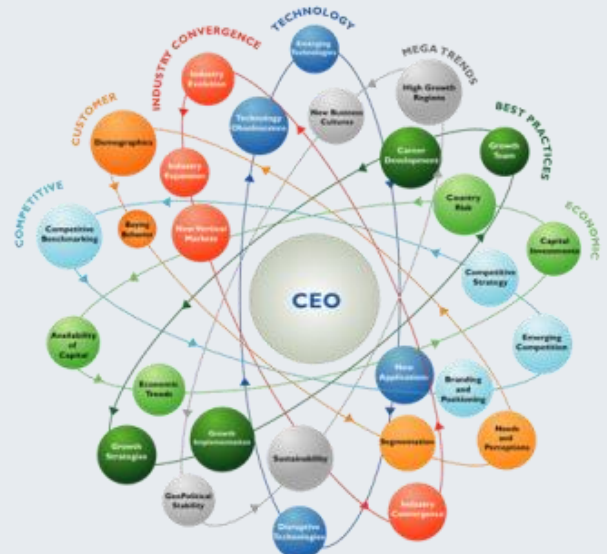 TECHNOLOGY
INDUSTRY CONVERGENCE
MEGA TRENDS
CUSTOMER
BEST PRACTICES
COMPETITIVE
ECONOMIC
Emerging
Technologies
Industry
Evolution
High Growth
Regions
New Business
Cultures
Technology
Obsolescence
Demographics
Career
Development
Growth
Team
Industry
Expansion
Country
Risk
Buying
Behavior
New Vertical
Markets
Competitive
Benchmarking
Capital
Investments
Competitive
Strategy
CEO
Availability
of
Capital
Emerging
Competition
Economic
Trends
New
Applications
Branding
and
Positioning
Growth
Strategies
Growth
Implementation
Sustainability
Segmentation
Needs
and
Perceptions
GeoPolitical
Stability
Disruptive
Technologies
Industry
Convergence